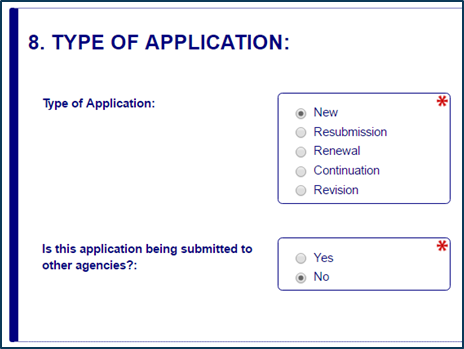 8. TYPE OF APPLICATION:
Type of Application:
*
New
Resubmission
Renewal
Continuation
Revision
Is this application being submitted to
other agencies?:
*
Yes
No